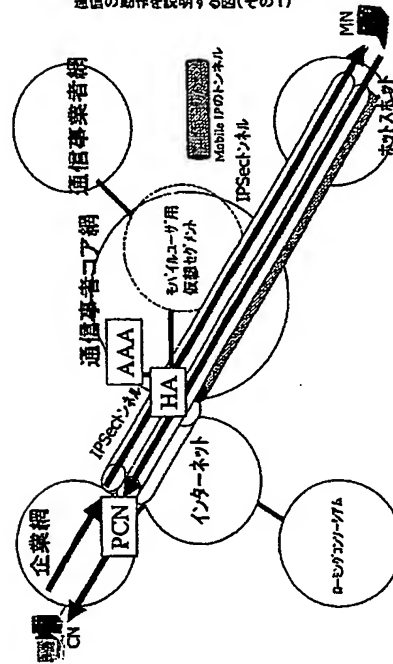 通信の動作を説明する図(その1)
通信事業者網
Mobile IPのトンネル
IPSecトンネル
MN
ホットスポット
通信事者コア網
モバイルユーザ用
仮想セグメント
AAA
HA
IPSecトンネル
企業網
PCN
CN
インターネット
ローミングコンソーシアム